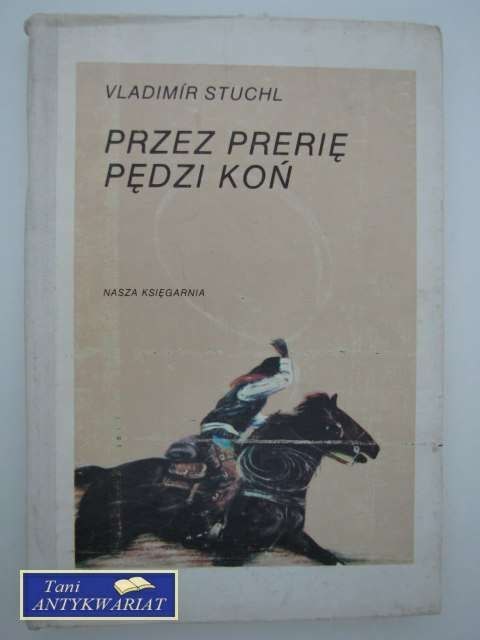 VLADIMÍR STUCHL
PRZEZ PRERIĘ
PĘDZI KOŃ
NASZA KSIĘGARNIA
Tani
ANTYKWARIAT